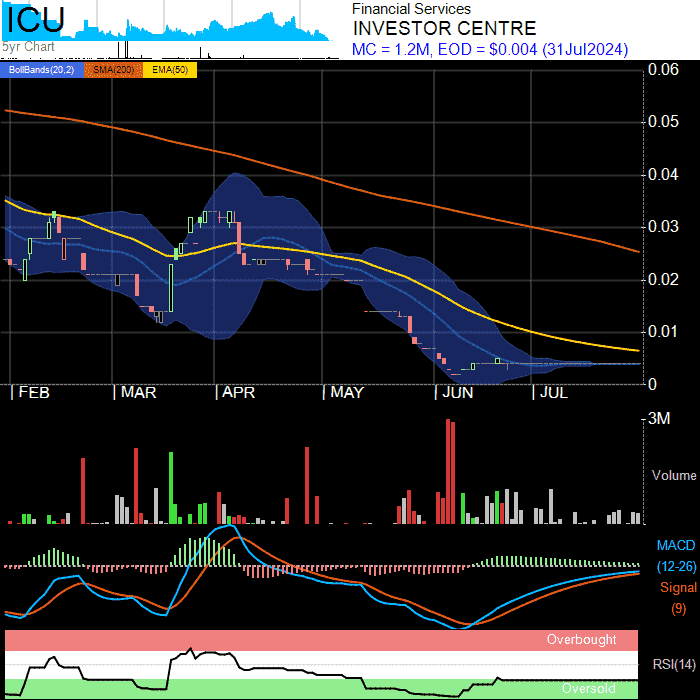 ICU
5yr Chart
Financial Services
INVESTOR CENTRE
MC = 1.2M, EOD = $0.004 (31Jul2024)
BollBands(20,2) SMA(200) EMA(50)
0.06
0.05
0.04
0.03
0.02
0.01
0
FEB MAR APR MAY JUN JUL
3M
Volume
MACD
(12-26)
Signal
(9)
Overbought
RSI(14)
Oversold